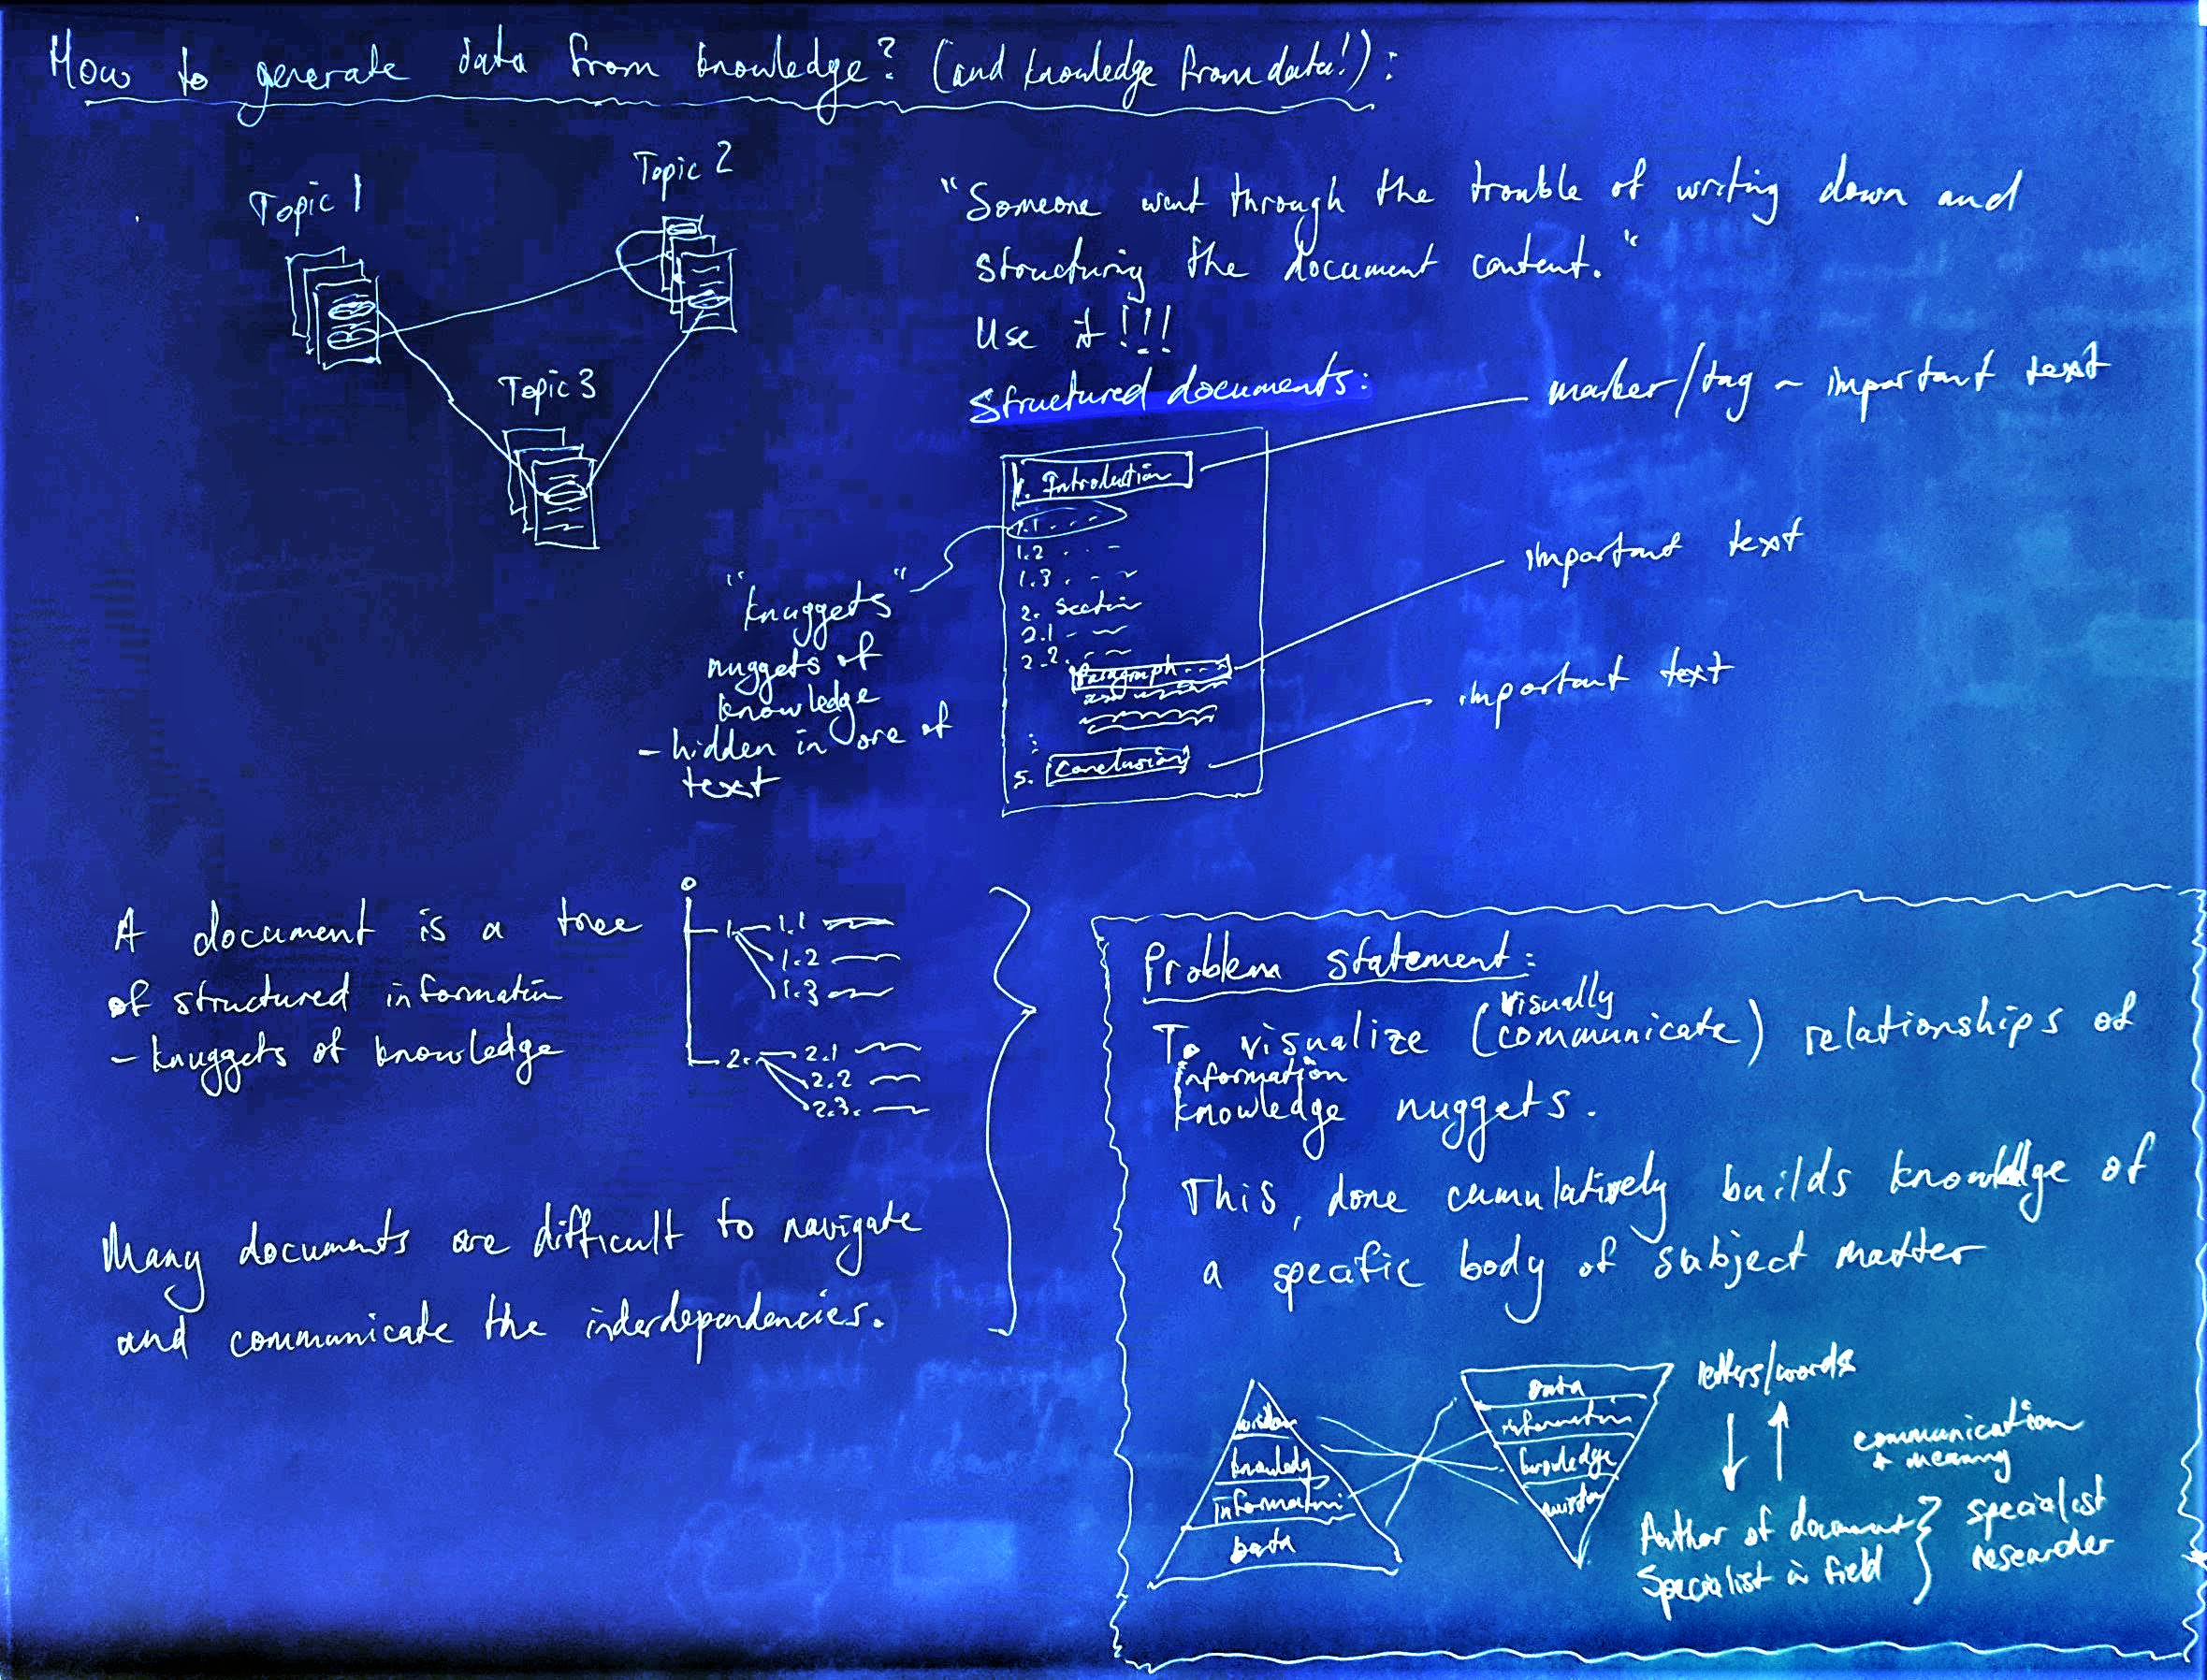 How to generate data from knowledge? (and knowledge from data!):
Topic 1
Topic 2
Topic 3
"Someone went through the trouble of writing down and
structuring the document content."
Use it!!!
Structured documents:
marker/tag ~ important text
1. Introduction
1.1
1.2
1.3
2. Section
2.1
2.2.
Paragraph
5. Conclusion
important text
important text
"knuggets"
nuggets of
knowledge
- hidden in ore of
text
A document is a tree
of structured information
- knuggets of knowledge
1. 1.1
1.2
1.3
2. 2.1
2.2
2.3.
Many documents are difficult to navigate
and communicate the interdependencies.
Problem statement:
visually
To visualize (communicate) relationships of
information
knowledge nuggets.
This, done cumulatively builds knowledge of
a specific body of subject matter
wisdom
knowledge
information
data
data
information
knowledge
wisdom
letters/words
communication
+ meaning
Author of document
Specialist in field
specialist
researcher